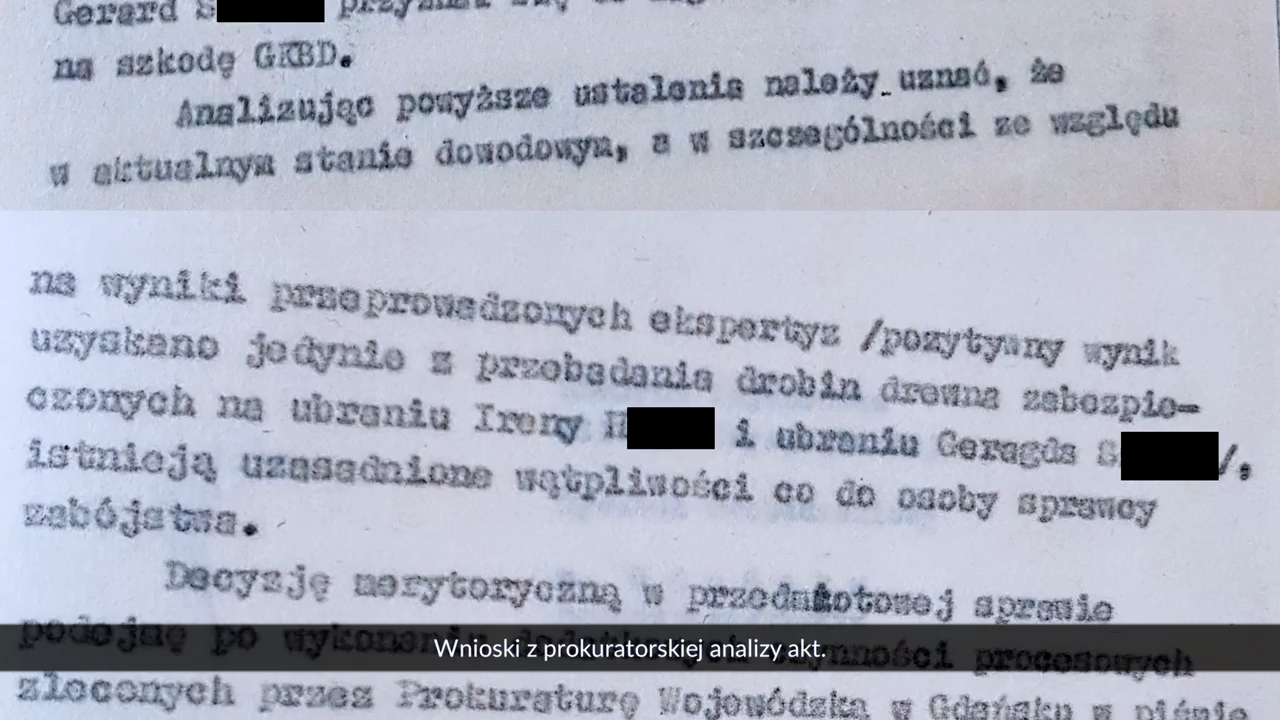 Gerard S
na szkodę GKBD.
Analizując powyższe ustalenia należy uznać, że
w aktualnym stanie dowodowym, a w szczególności ze względu
na wyniki przeprowadzonych ekspertyz /pozytywny wynik
uzyskano jedynie z przebadania drobin drewna zabezpie-
czonych na ubraniu Ireny H i ubraniu Geragda S /,
istnieją uzasadnione wątpliwości co do osoby sprawcy
zabójstwa.
Decyzję merytoryczną w przedmiotowej sprawie
podejmę po wykonaniu dodatkowych czynności procesowych
Wnioski z prokuratorskiej analizy akt.
zleconych przez Prokuraturę Wojewódzką w Gdańsku w piśmie